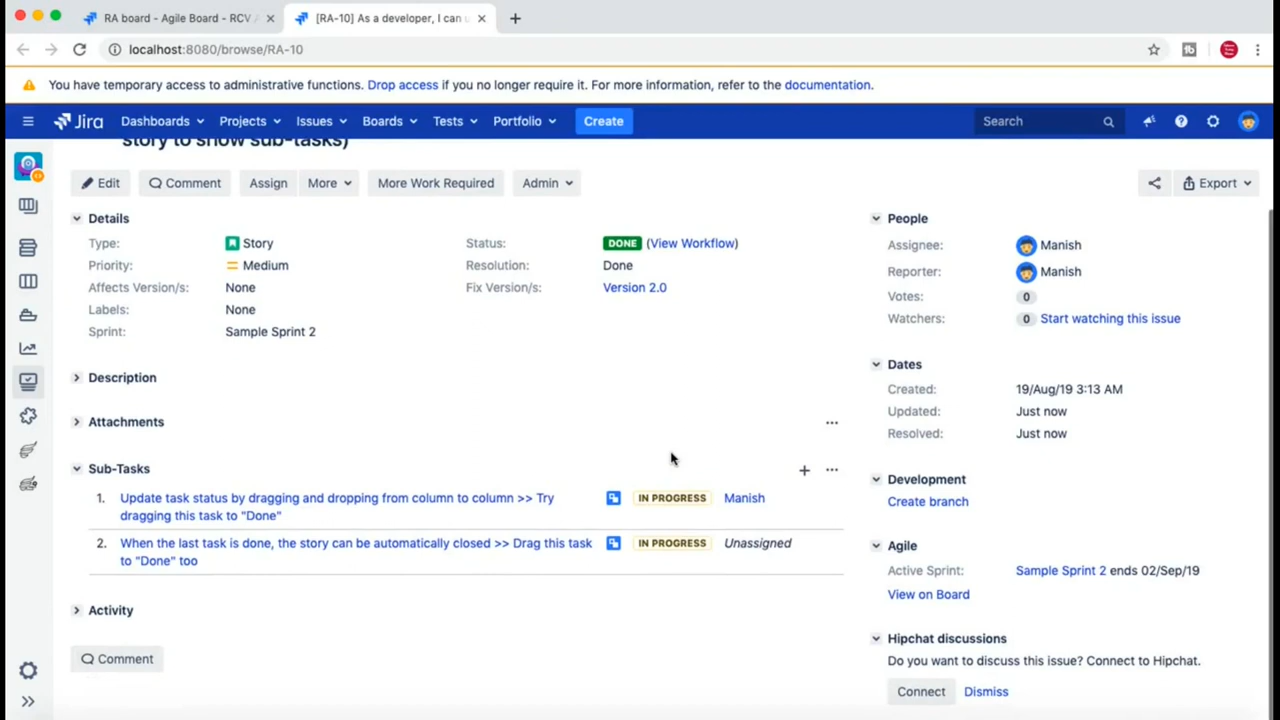 RA board - Agile Board - RCV A
[RA-10] As a developer, I can u
localhost:8080/browse/RA-10
You have temporary access to administrative functions. Drop access if you no longer require it. For more information, refer to the documentation.
Jira Dashboards Projects Issues Boards Tests Portfolio Create Search
story to show sub-tasks)
Edit Comment Assign More More Work Required Admin Export
Details
Type: Story Status: DONE (View Workflow)
Priority: Medium Resolution: Done
Affects Version/s: None Fix Version/s: Version 2.0
Labels: None
Sprint: Sample Sprint 2
Description
Attachments
Sub-Tasks
1. Update task status by dragging and dropping from column to column >> Try IN PROGRESS Manish
dragging this task to "Done"
2. When the last task is done, the story can be automatically closed >> Drag this task IN PROGRESS Unassigned
to "Done" too
Activity
Comment
People
Assignee: Manish
Reporter: Manish
Votes: 0
Watchers: 0 Start watching this issue
Dates
Created: 19/Aug/19 3:13 AM
Updated: Just now
Resolved: Just now
Development
Create branch
Agile
Active Sprint: Sample Sprint 2 ends 02/Sep/19
View on Board
Hipchat discussions
Do you want to discuss this issue? Connect to Hipchat.
Connect Dismiss